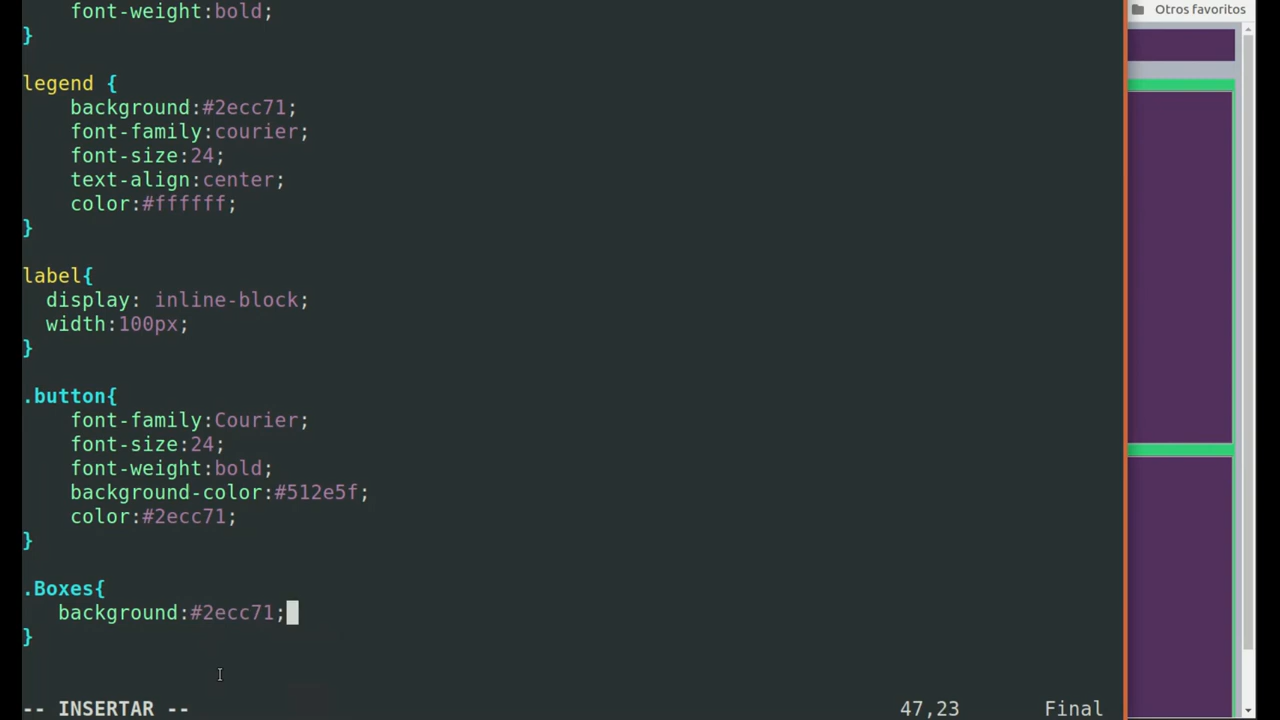 font-weight:bold;
Otros favoritos
}
legend {
background:#2ecc71;
font-family:courier;
font-size:24;
text-align:center;
color:#ffffff;
}
label{
display: inline-block;
width:100px;
}
.button{
font-family:Courier;
font-size:24;
font-weight:bold;
background-color:#512e5f;
color:#2ecc71;
}
.Boxes{
background:#2ecc71;
}
-- INSERTAR --
47,23
Final